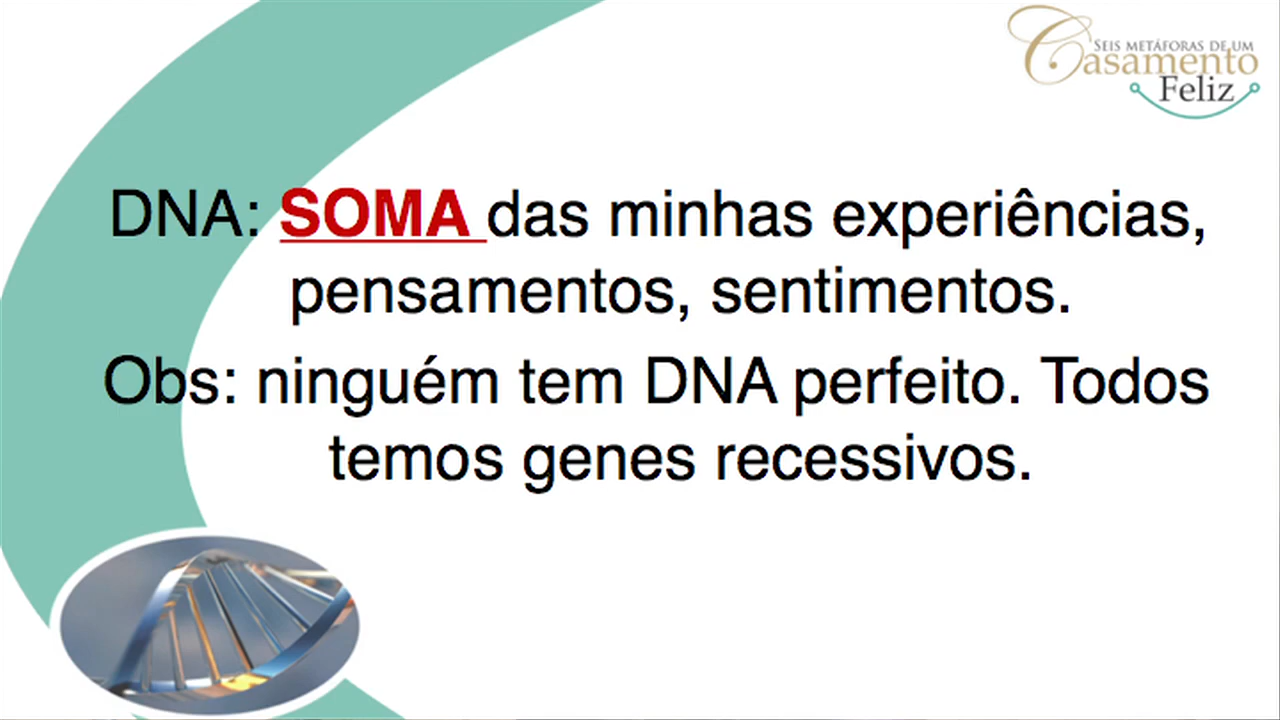 SEIS METÁFORAS DE UM
Casamento
Feliz
DNA: SOMA das minhas experiências,
pensamentos, sentimentos.
Obs: ninguém tem DNA perfeito. Todos
temos genes recessivos.